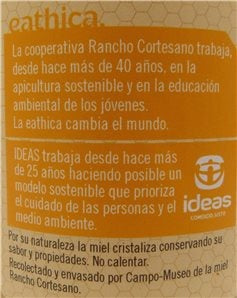 eathica.
La cooperativa Rancho Cortesano trabaja,
desde hace más de 40 años, en la
apicultura sostenible y en la educación
ambiental de los jóvenes.
La eathica cambia el mundo.
IDEAS trabaja desde hace más
de 25 años haciendo posible un
modelo sostenible que prioriza
el cuidado de las personas y el
medio ambiente.
ideas
COMERCIO JUSTO
Por su naturaleza la miel cristaliza conservando su
sabor y propiedades. No calentar.
Recolectado y envasado por Campo-Museo de la miel
Rancho Cortesano.